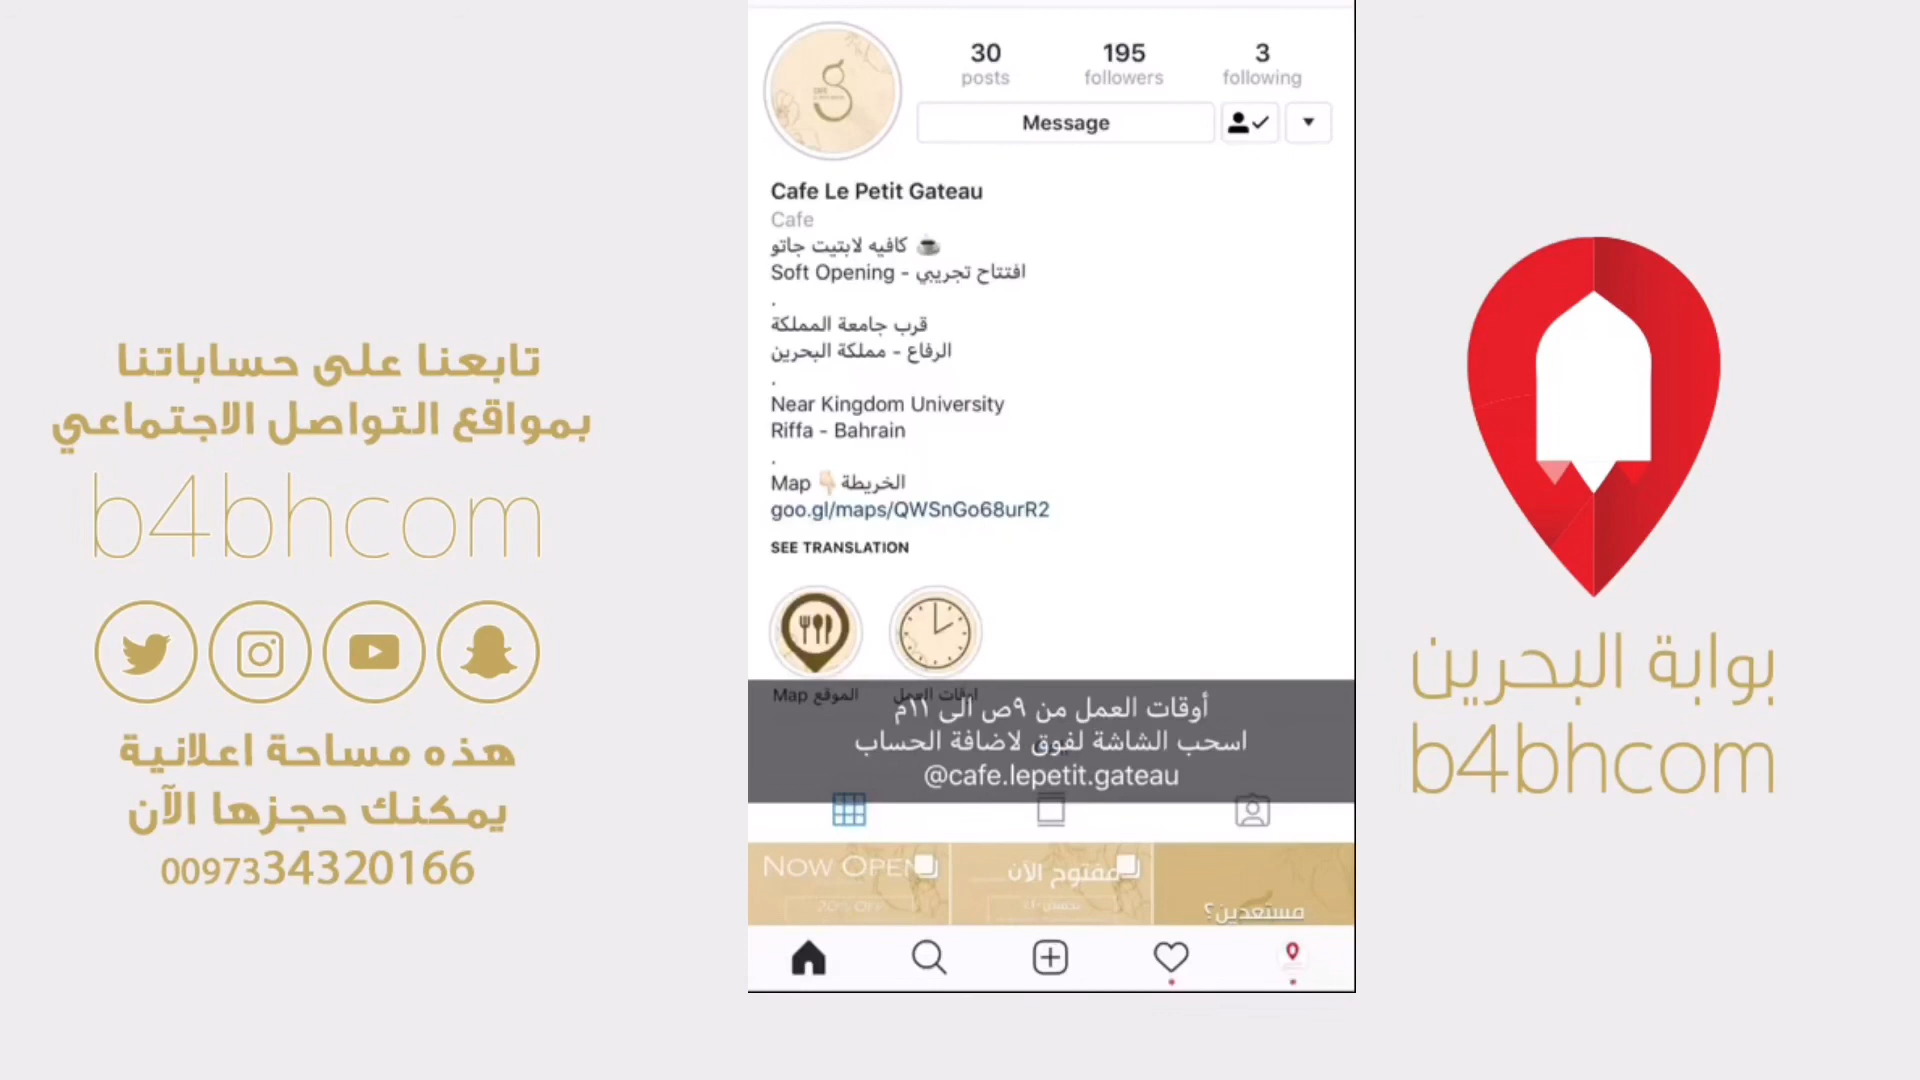 تابعنا على حساباتنا
بمواقع التواصل الاجتماعي
b4bhcom
هذه مساحة اعلانية
يمكنك حجزها الآن
0097334320166
30 195 3
posts followers following
Message
Cafe Le Petit Gateau
Cafe
كافيه لابتيت جاتو
Soft Opening - افتتاح تجريبي
.
قرب جامعة المملكة
الرفاع - مملكة البحرين
.
Near Kingdom University
Riffa - Bahrain
.
Map الخريطة
goo.gl/maps/QWSnGo68urR2
SEE TRANSLATION
Map الموقع
اوقات العمل
أوقات العمل من ٩ص الى ١١م
اسحب الشاشة لفوق لاضافة الحساب
@cafe.lepetit.gateau
NOW OPEN
20% OFF
مفتوح الآن
مستعدين؟
بوابة البحرين
b4bhcom